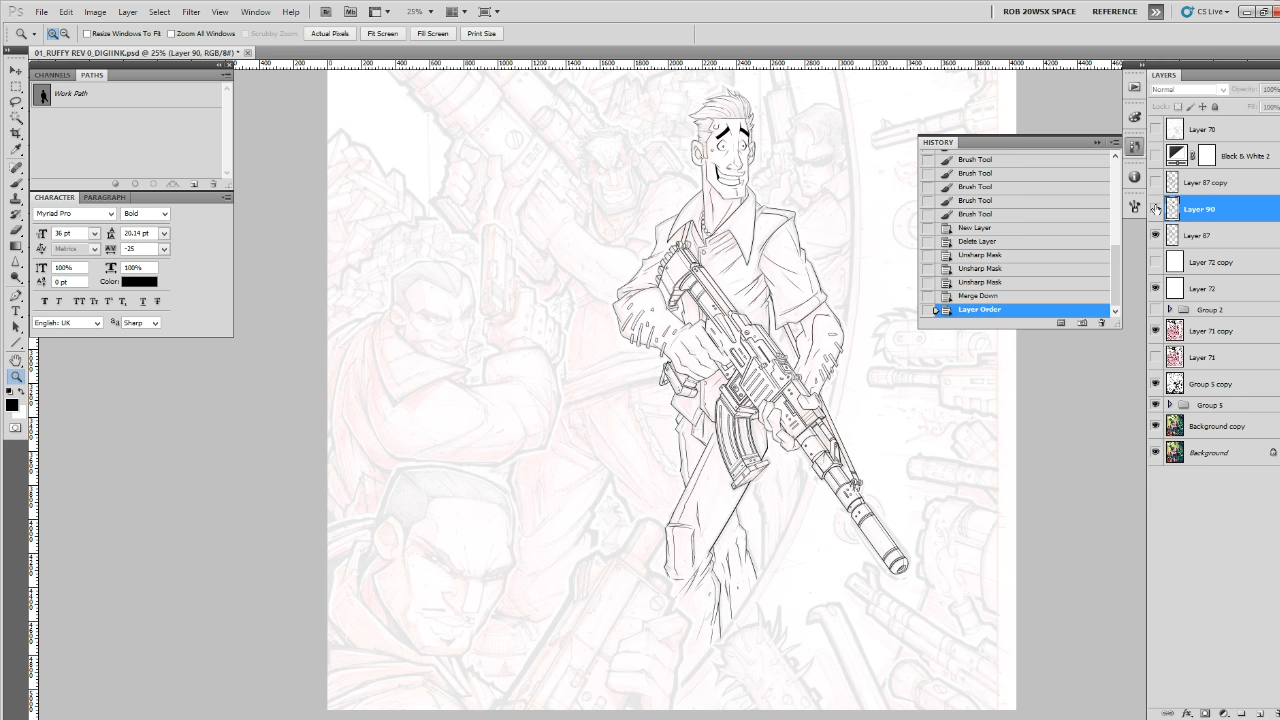 Ps File Edit Image Layer Select Filter View Window Help Br Mb 25% ROB 20WSX SPACE REFERENCE CS Live
Resize Windows To Fit Zoom All Windows Scrubby Zoom Actual Pixels Fit Screen Fill Screen Print Size
01_RUFFY REV 0_DIGIINK.psd @ 25% (Layer 90, RGB/8#) *
CHANNELS PATHS
Work Path
CHARACTER PARAGRAPH
Myriad Pro Bold
36 pt 20.14 pt
Metrics -25
100% 100%
0 pt Color:
English: UK Sharp
HISTORY
Brush Tool
Brush Tool
Brush Tool
Brush Tool
Brush Tool
New Layer
Delete Layer
Unsharp Mask
Unsharp Mask
Unsharp Mask
Merge Down
Layer Order
LAYERS
Normal Opacity: 100%
Lock: Fill: 100%
Layer 70
Black & White 2
Layer 87 copy
Layer 90
Layer 87
Layer 72 copy
Layer 72
Group 2
Layer 71 copy
Layer 71
Group 5 copy
Group 5
Background copy
Background